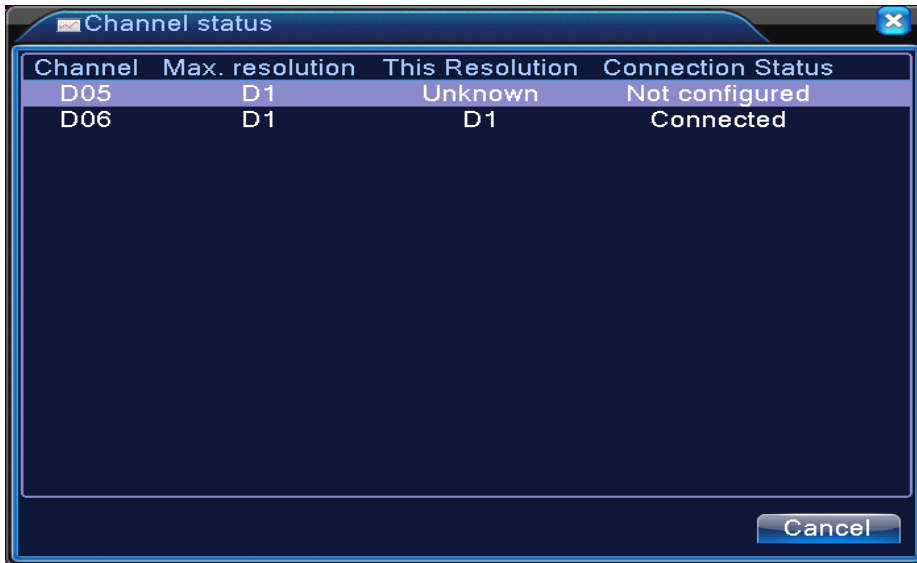 Channel status
Channel Max. resolution This Resolution Connection Status
D05 D1 Unknown Not configured
D06 D1 D1 Connected
Cancel